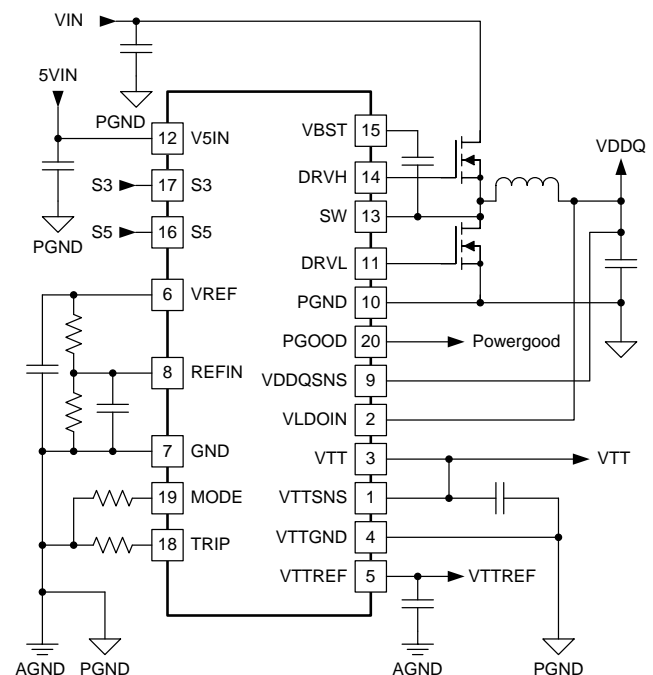 VIN
5VIN
PGND
12 V5IN
S3 17 S3
PGND
S5 16 S5
6 VREF
8 REFIN
7 GND
19 MODE
18 TRIP
AGND PGND
VBST 15
DRVH 14
SW 13
DRVL 11
PGND 10
PGOOD 20 Powergood
VDDQSNS 9
VLDOIN 2
VTT 3 VTT
VTTSNS 1
VTTGND 4
VTTREF 5 VTTREF
VDDQ
AGND PGND